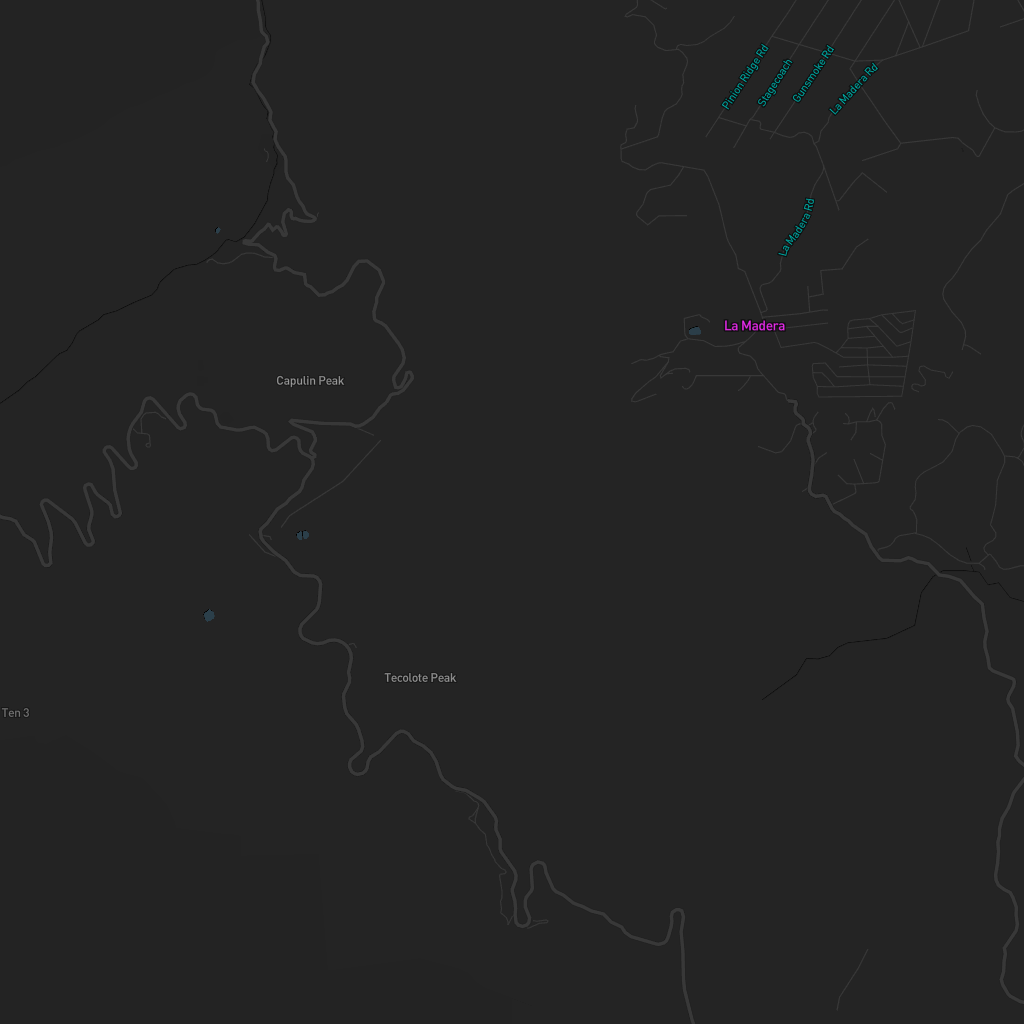 Pinion Ridge Rd
Stagecoach
Gunsmoke Rd
La Madera Rd
La Madera Rd
La Madera
Capulin Peak
Tecolote Peak
Ten 3